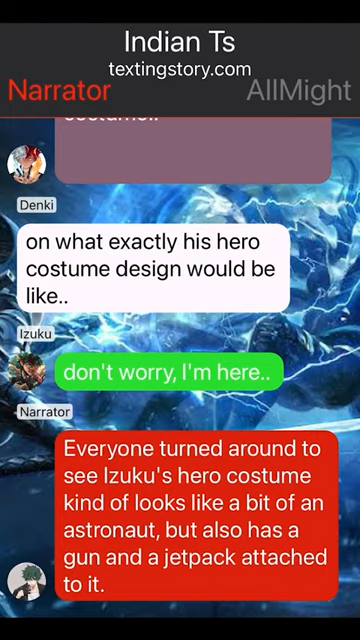 Indian Ts
textingstory.com
Narrator AllMight
costume..
Denki
on what exactly his hero
costume design would be
like..
Izuku
don't worry, I'm here..
Narrator
Everyone turned around to
see Izuku's hero costume
kind of looks like a bit of an
astronaut, but also has a
gun and a jetpack attached
to it.